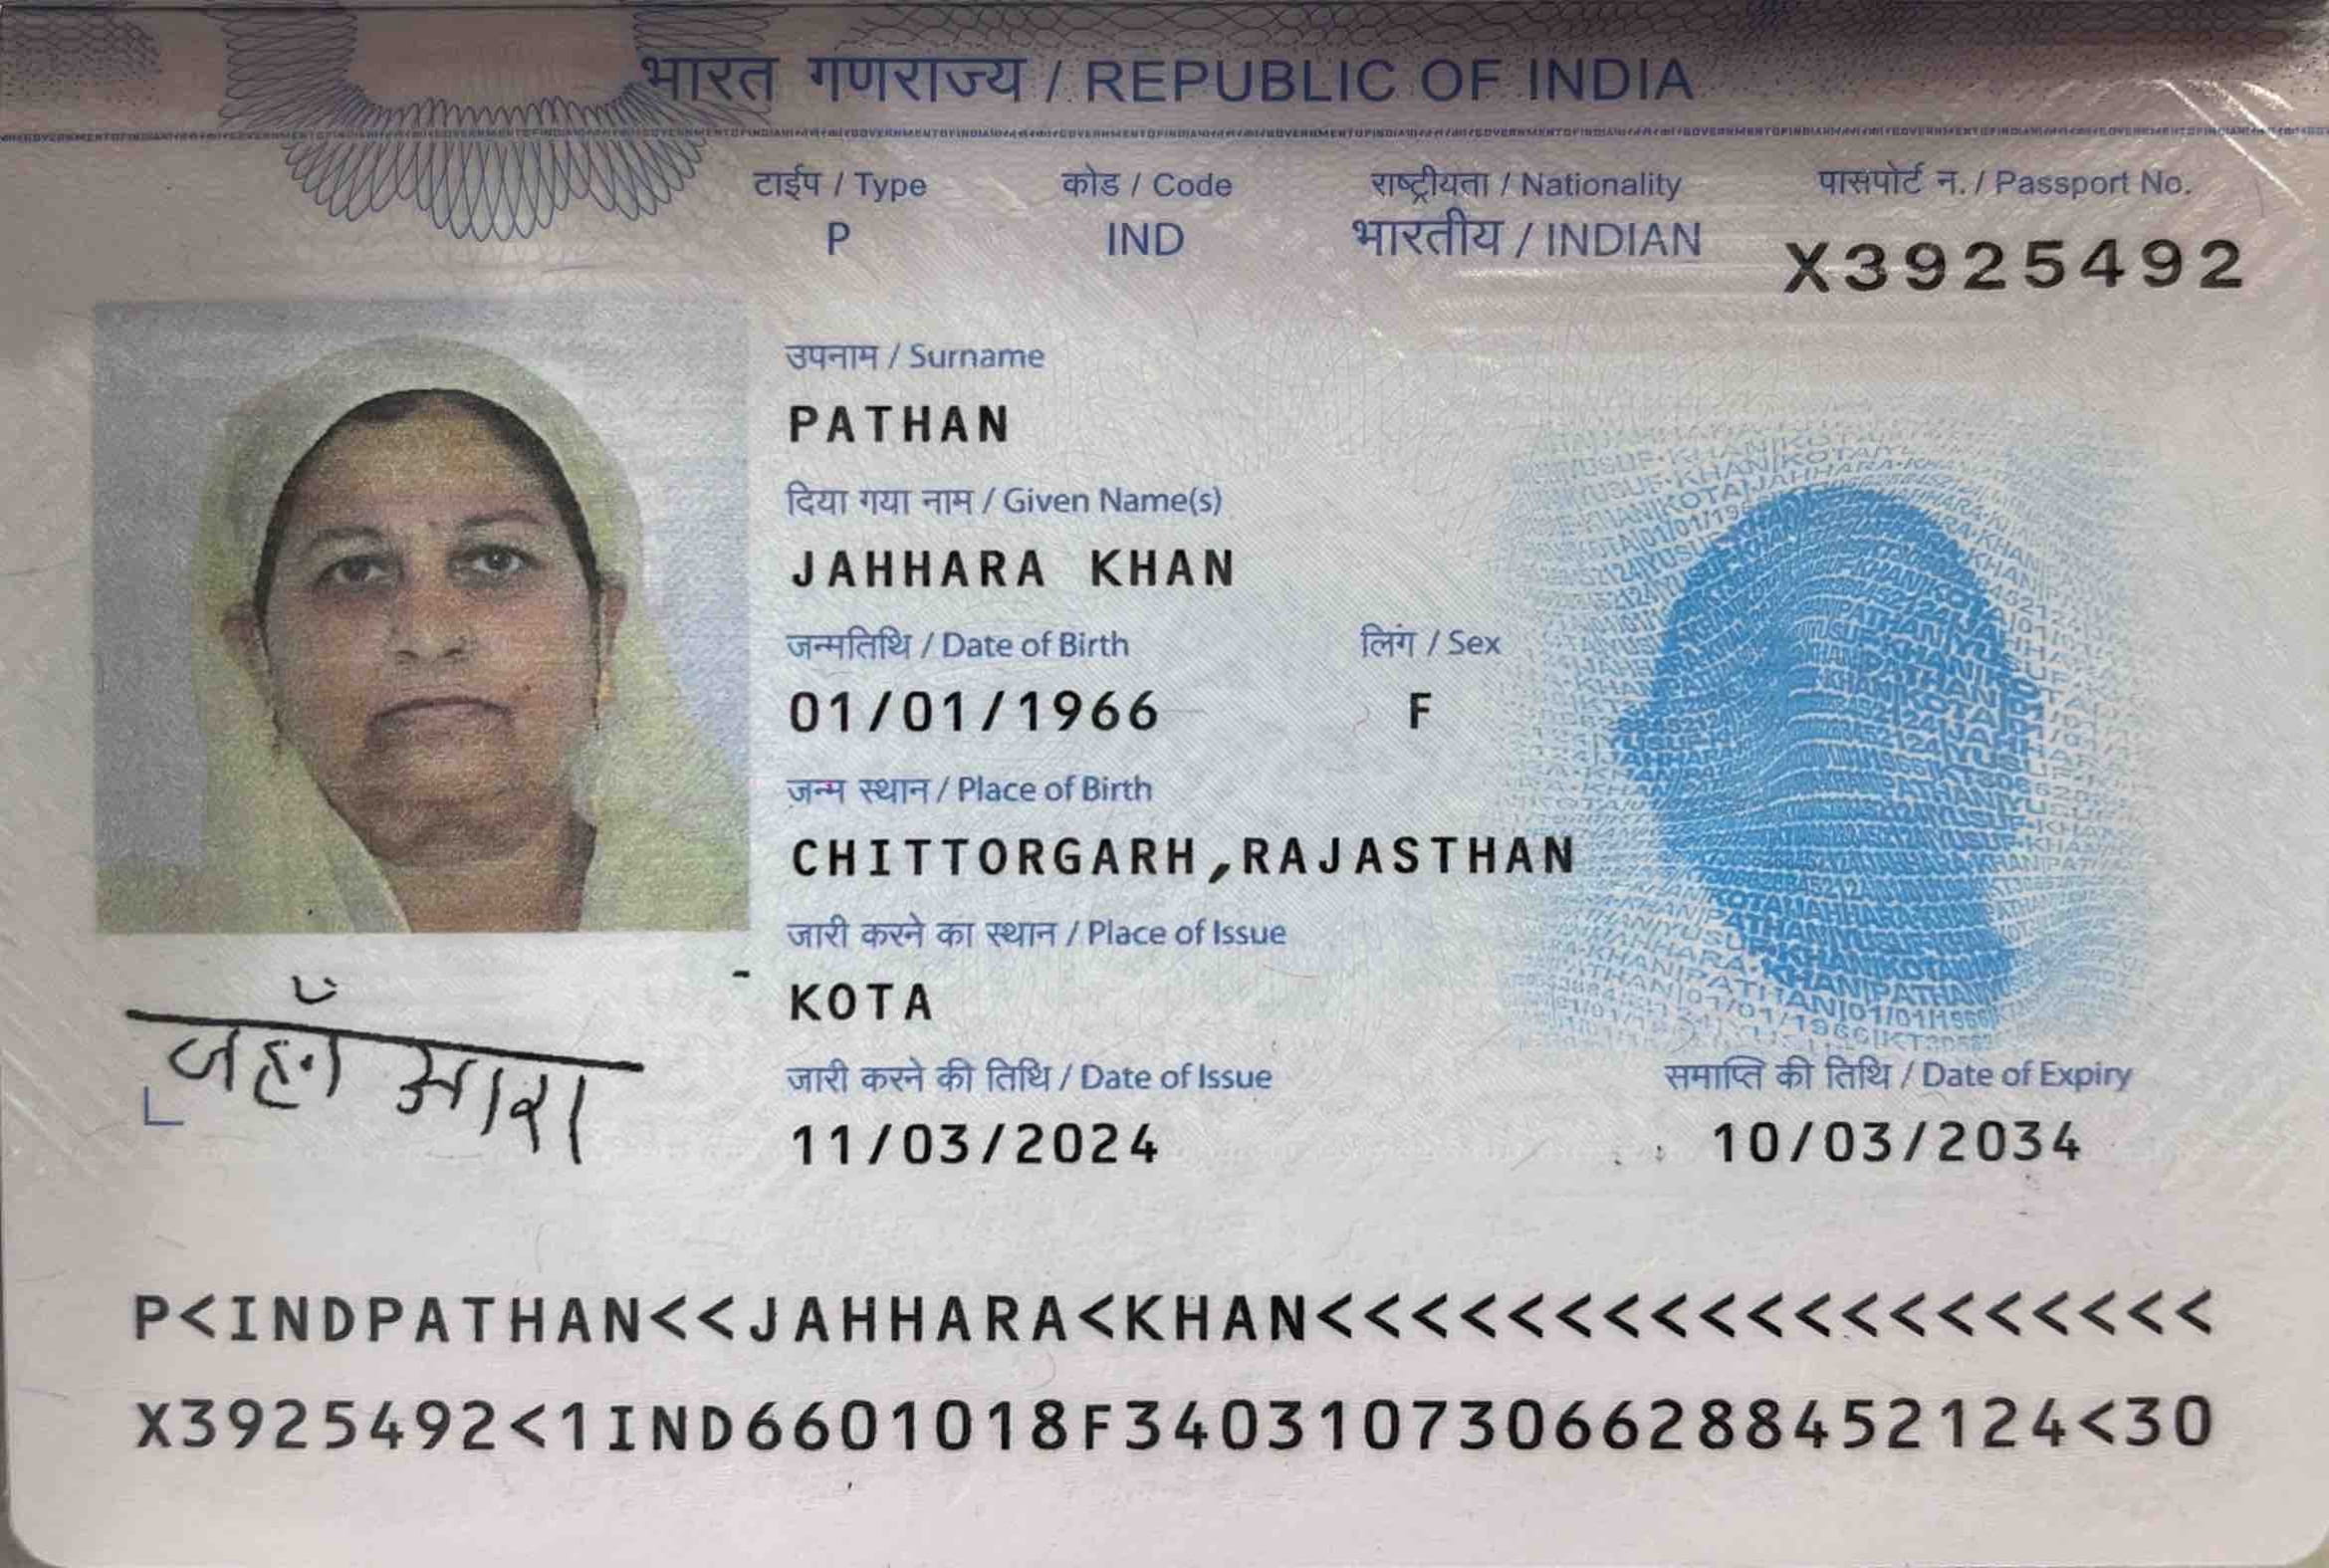 भारत गणराज्य / REPUBLIC OF INDIA
टाईप / Type कोड / Code राष्ट्रीयता / Nationality पासपोर्ट न. / Passport No.
P IND भारतीय / INDIAN X3925492
उपनाम / Surname
PATHAN
दिया गया नाम / Given Name(s)
JAHHARA KHAN
जन्मतिथि / Date of Birth लिंग / Sex
01/01/1966 F
जन्म स्थान / Place of Birth
CHITTORGARH,RAJASTHAN
जारी करने का स्थान / Place of Issue
KOTA
जहाँ आरा
जारी करने की तिथि / Date of Issue समाप्ति की तिथि / Date of Expiry
11/03/2024 10/03/2034
P<INDPATHAN<<JAHHARA<KHAN<<<<<<<<<<<<<<<<<<<
X3925492<1IND6601018F34031073066288452124<30